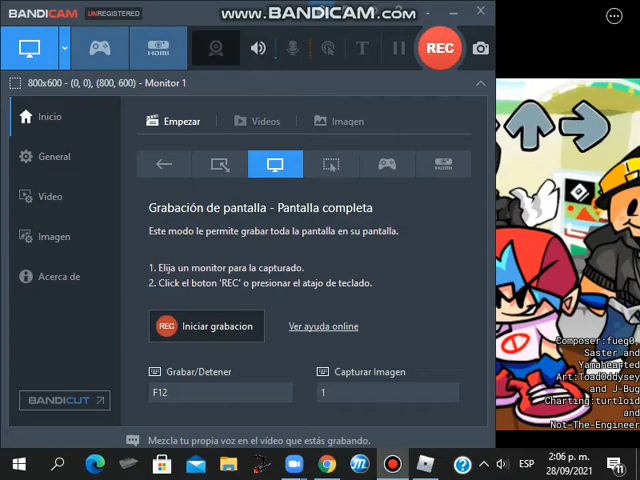 BANDICAM UNREGISTERED
www.BANDICAM.com
HDMI
T
REC
800x600 - (0, 0), (800, 600) - Monitor 1
Inicio
General
Video
Imagen
Acerca de
BANDICUT
Empezar
Videos
Imagen
HDMI
Grabación de pantalla - Pantalla completa
Este modo le permite grabar toda la pantalla en su pantalla.
1. Elija un monitor para la capturado.
2. Click el boton 'REC' o presionar el atajo de teclado.
REC Iniciar grabacion
Ver ayuda online
Grabar/Detener
F12
Capturar Imagen
1
Mezcla tu propia voz en el vídeo que estás grabando.
Composer:fueg0,
Saster and
Yamahearted
Art:ToadOdyssey
and J-Bug
Charting:turtloid
and
Not-The-Engineer
ESP
2:06 p. m.
28/09/2021
11